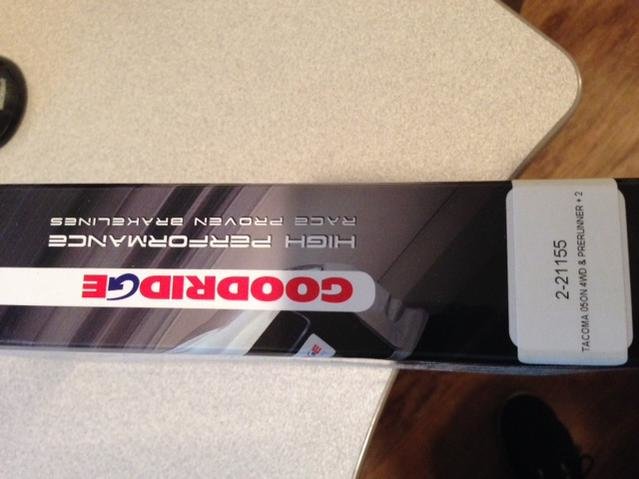 GOODRIDGE
HIGH PERFORMANCE
RACE PROVEN BRAKELINES
2-21155
TACOMA 05ON 4WD & PRERUNNER + 2